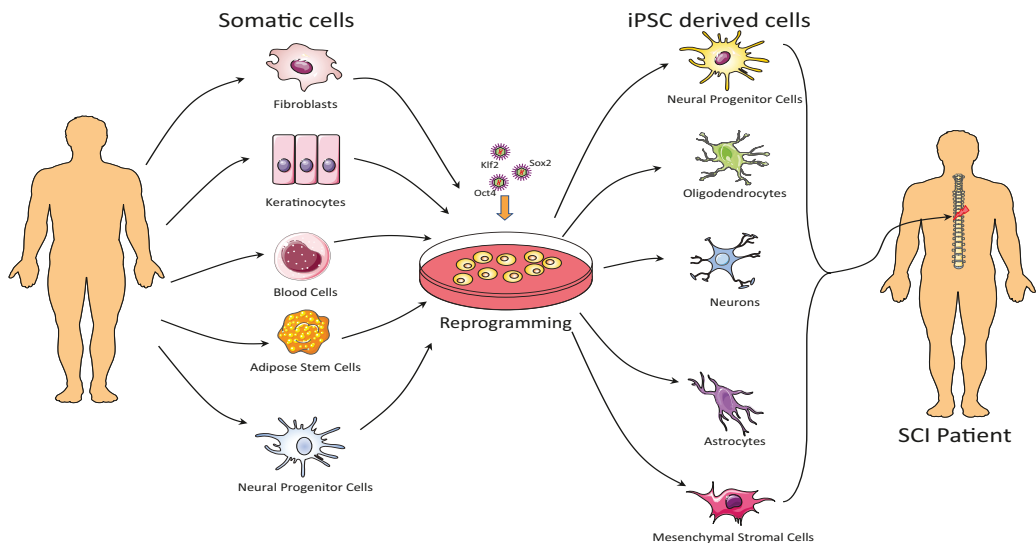 Somatic cells
iPSC derived cells
Fibroblasts
Keratinocytes
Blood Cells
Adipose Stem Cells
Neural Progenitor Cells
Klf2
Sox2
Oct4
Reprogramming
Neural Progenitor Cells
Oligodendrocytes
Neurons
Astrocytes
Mesenchymal Stromal Cells
SCI Patient